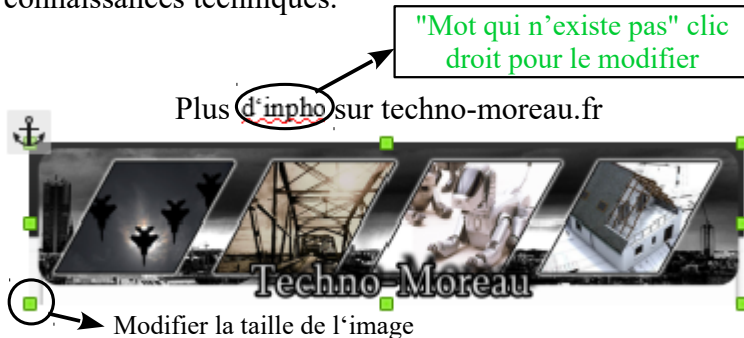 connaissances techniques.
"Mot qui n’existe pas" clic
droit pour le modifier
Plus d‘inpho sur techno-moreau.fr
Techno-Moreau
Modifier la taille de l‘image